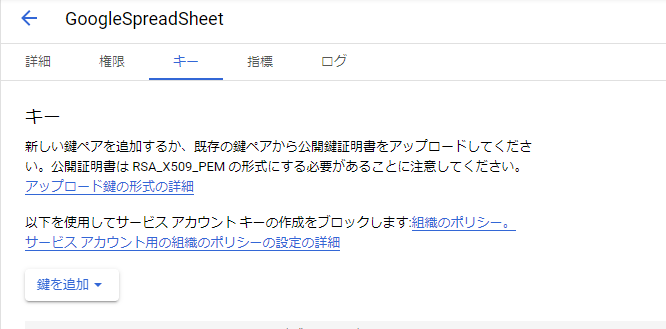 GoogleSpreadSheet
詳細 権限 キー 指標 ログ
キー
新しい鍵ペアを追加するか、既存の鍵ペアから公開鍵証明書をアップロードしてくださ
い。公開証明書は RSA_X509_PEM の形式にする必要があることに注意してください。
アップロード鍵の形式の詳細
以下を使用してサービス アカウント キーの作成をブロックします:組織のポリシー。
サービス アカウント用の組織のポリシーの設定の詳細
鍵を追加